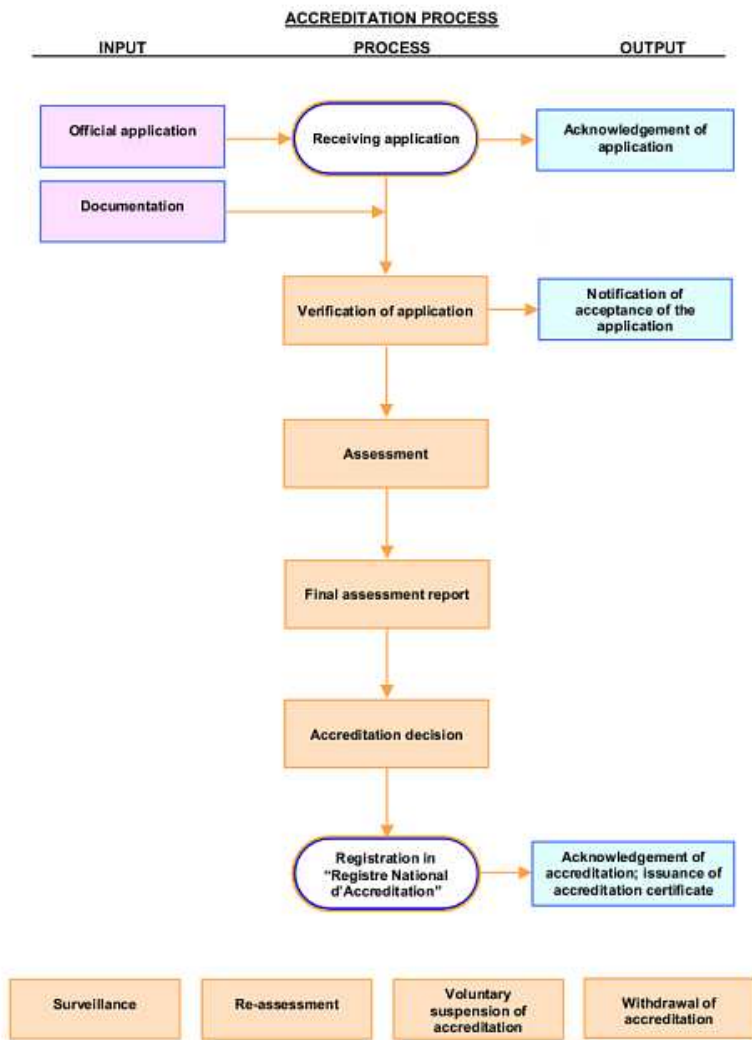 ACCREDITATION PROCESS
INPUT PROCESS OUTPUT
Official application
Receiving application
Acknowledgement of
application
Documentation
Verification of application
Notification of
acceptance of the
application
Assessment
Final assessment report
Accreditation decision
Registration in
“Registre National
d'Accreditation”
Acknowledgement of
accreditation; issuance of
accreditation certificate
Surveillance
Re-assessment
Voluntary
suspension of
accreditation
Withdrawal of
accreditation